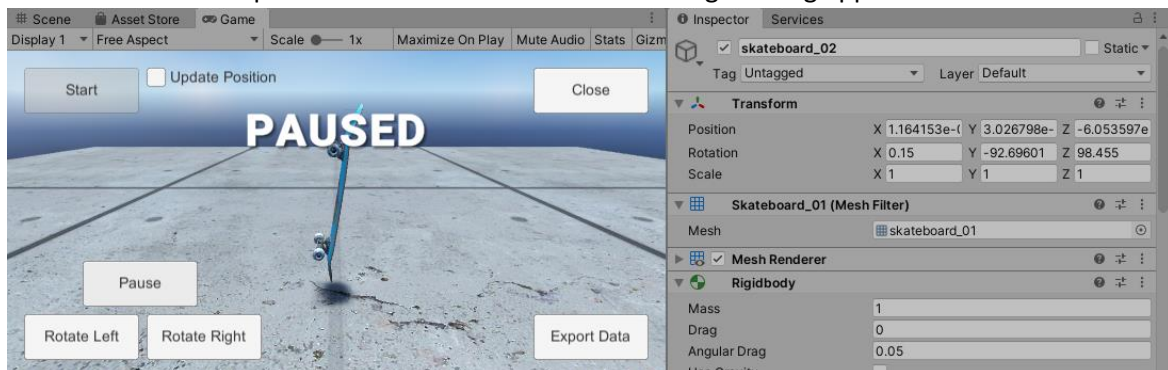 Scene Asset Store Game
Display 1 Free Aspect Scale 1x Maximize On Play Mute Audio Stats Gizm
Start
Update Position
Close
PAUSED
Pause
Rotate Left
Rotate Right
Export Data
Inspector Services
skateboard_02 Static
Tag Untagged Layer Default
Transform
Position X 1.164153e-( Y 3.026798e- Z -6.053597e
Rotation X 0.15 Y -92.69601 Z 98.455
Scale X 1 Y 1 Z 1
Skateboard_01 (Mesh Filter)
Mesh skateboard_01
Mesh Renderer
Rigidbody
Mass 1
Drag 0
Angular Drag 0.05